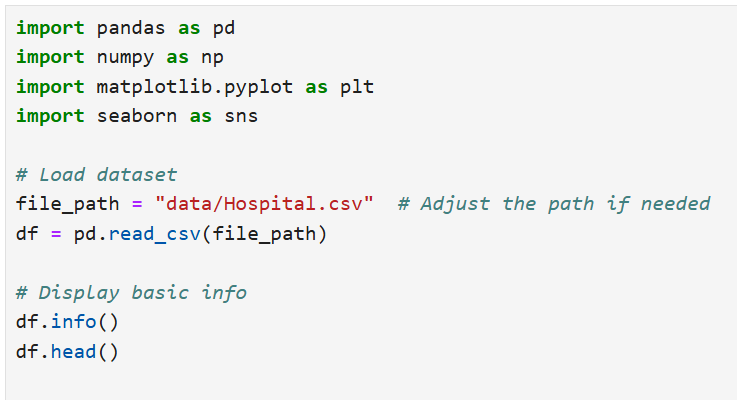 import pandas as pd
import numpy as np
import matplotlib.pyplot as plt
import seaborn as sns
# Load dataset
file_path = "data/Hospital.csv"  # Adjust the path if needed
df = pd.read_csv(file_path)
# Display basic info
df.info()
df.head()